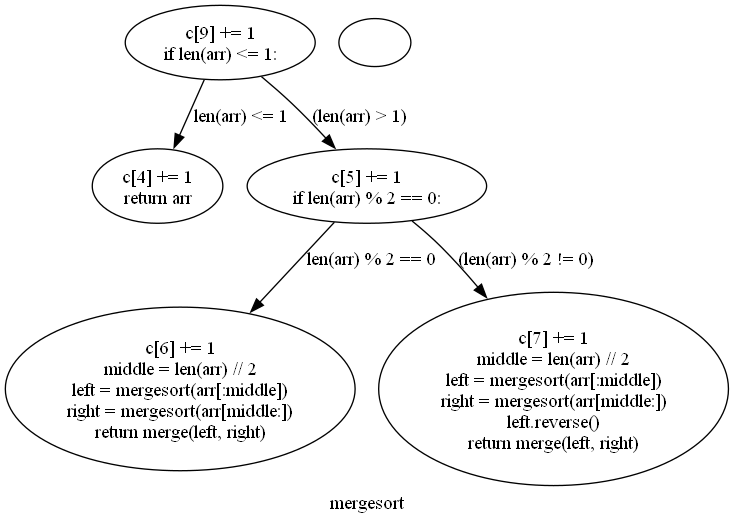 c[9] += 1
if len(arr) <= 1:
len(arr) <= 1
(len(arr) > 1)
c[4] += 1
return arr
c[5] += 1
if len(arr) % 2 == 0:
len(arr) % 2 == 0
(len(arr) % 2 != 0)
c[6] += 1
middle = len(arr) // 2
left = mergesort(arr[:middle])
right = mergesort(arr[middle:])
return merge(left, right)
c[7] += 1
middle = len(arr) // 2
left = mergesort(arr[:middle])
right = mergesort(arr[middle:])
left.reverse()
return merge(left, right)
mergesort